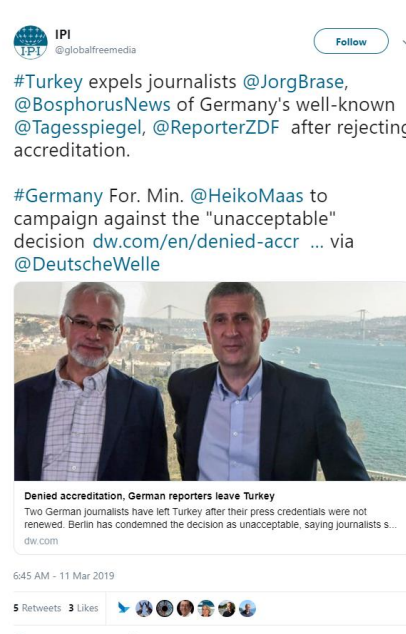 IPI
@globalfreemedia
Follow
#Turkey expels journalists @JorgBrase,
@BosphorusNews of Germany's well-known
@Tagesspiegel, @ReporterZDF after rejecting
accreditation.
#Germany For. Min. @HeikoMaas to
campaign against the "unacceptable"
decision dw.com/en/denied-accr … via
@DeutscheWelle
Denied accreditation, German reporters leave Turkey
Two German journalists have left Turkey after their press credentials were not
renewed. Berlin has condemned the decision as unacceptable, saying journalists s...
dw.com
6:45 AM - 11 Mar 2019
5 Retweets 3 Likes